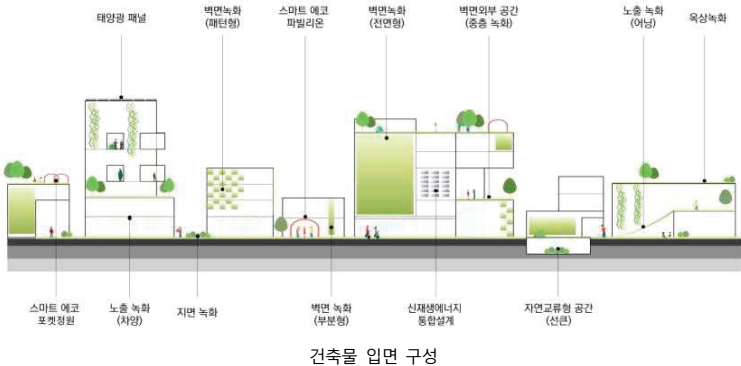 태양광 패널
벽면녹화
(패턴형)
스마트 에코
파빌리온
벽면녹화
(전면형)
벽면외부 공간
(중층 녹화)
노출 녹화
(어닝)
옥상녹화
스마트 에코
포켓정원
노출 녹화
(차양)
지면 녹화
벽면 녹화
(부분형)
신재생에너지
통합설계
자연교류형 공간
(선큰)
건축물 입면 구성